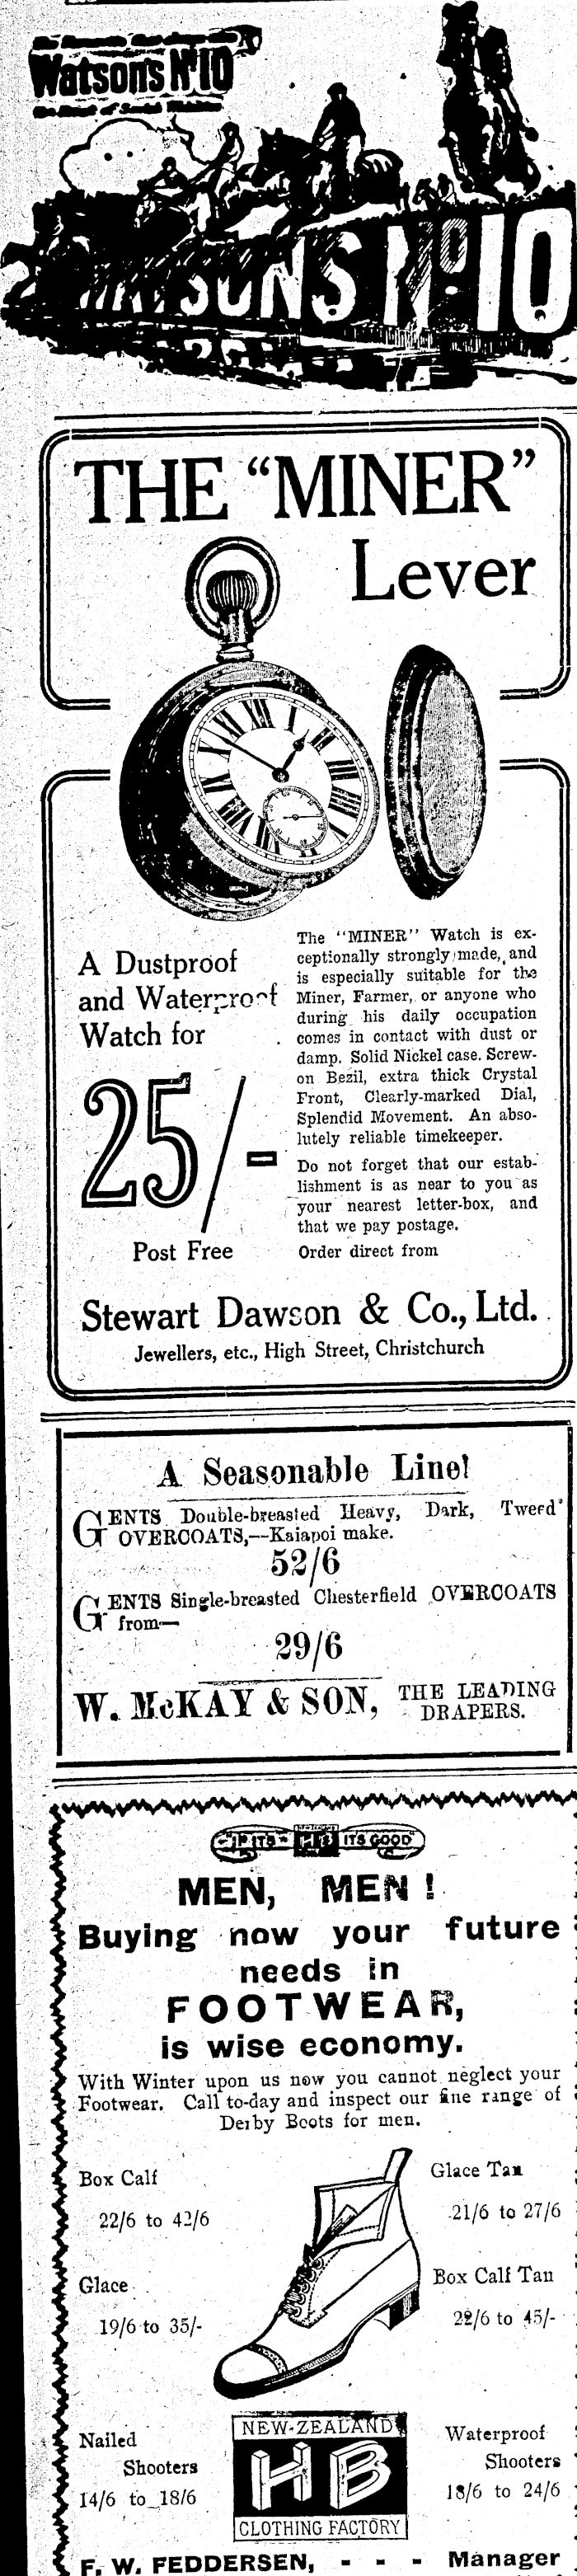 Watson's No10
WATSON'S No10
THE "MINER"
Lever
A Dustproof
and Waterproof
Watch for
25/-
Post Free
The "MINER" Watch is ex-
ceptionally strongly made, and
is especially suitable for the
Miner, Farmer, or anyone who
during his daily occupation
comes in contact with dust or
damp. Solid Nickel case. Screw-
on Bezil, extra thick Crystal
Front, Clearly-marked Dial,
Splendid Movement. An abso-
lutely reliable timekeeper.
Do not forget that our estab-
lishment is as near to you as
your nearest letter-box, and
that we pay postage.
Order direct from
Stewart Dawson & Co., Ltd.
Jewellers, etc., High Street, Christchurch
A Seasonable Line!
GENTS Double-breasted Heavy, Dark, Tweed
OVERCOATS,—Kaiapoi make.
52/6
GENTS Single-breasted Chesterfield OVERCOATS
from—
29/6
W. McKAY & SON, THE LEADING
DRAPERS.
IF ITS HB ITS GOOD
MEN, MEN!
Buying now your future
needs in
FOOTWEAR,
is wise economy.
With Winter upon us now you cannot neglect your
Footwear. Call to-day and inspect our fine range of
Derby Boots for men.
Box Calf
22/6 to 42/6
Glace Tan
21/6 to 27/6
Glace
19/6 to 35/-
Box Calf Tan
22/6 to 45/-
Nailed
Shooters
14/6 to 18/6
NEW-ZEALAND
HB
CLOTHING FACTORY
Waterproof
Shooters
18/6 to 24/6
F. W. FEDDERSEN, - - - Manager